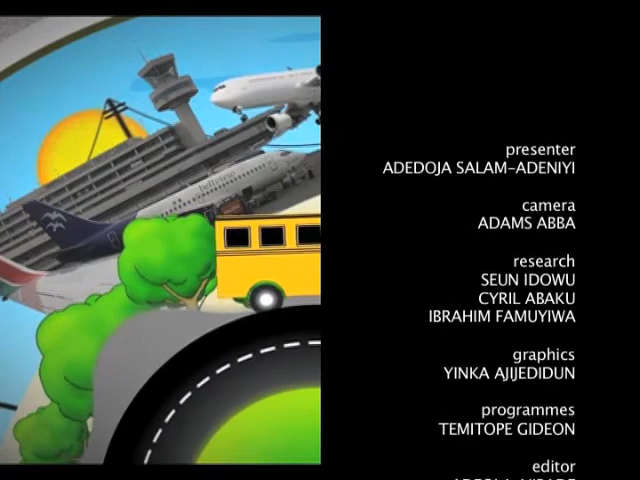 presenter
ADEDOJA SALAM-ADENIYI
camera
ADAMS ABBA
research
SEUN IDOWU
CYRIL ABAKU
IBRAHIM FAMUYIWA
graphics
YINKA AJIJEDIDUN
programmes
TEMITOPE GIDEON
editor